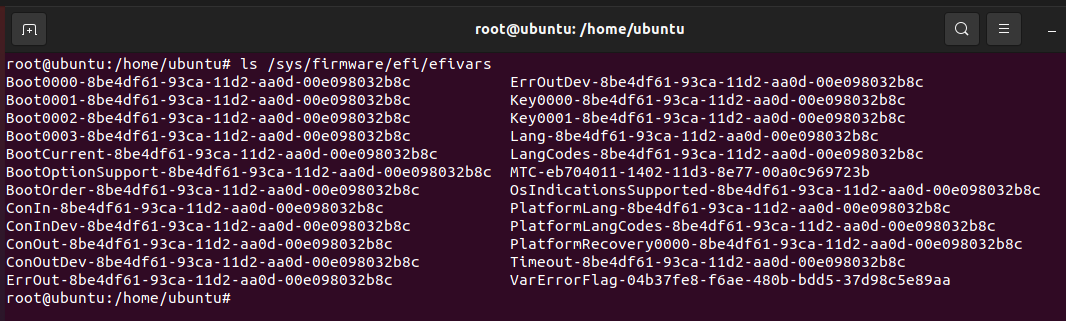 root@ubuntu: /home/ubuntu
root@ubuntu:/home/ubuntu# ls /sys/firmware/efi/efivars
Boot0000-8be4df61-93ca-11d2-aa0d-00e098032b8c ErrOutDev-8be4df61-93ca-11d2-aa0d-00e098032b8c
Boot0001-8be4df61-93ca-11d2-aa0d-00e098032b8c Key0000-8be4df61-93ca-11d2-aa0d-00e098032b8c
Boot0002-8be4df61-93ca-11d2-aa0d-00e098032b8c Key0001-8be4df61-93ca-11d2-aa0d-00e098032b8c
Boot0003-8be4df61-93ca-11d2-aa0d-00e098032b8c Lang-8be4df61-93ca-11d2-aa0d-00e098032b8c
BootCurrent-8be4df61-93ca-11d2-aa0d-00e098032b8c LangCodes-8be4df61-93ca-11d2-aa0d-00e098032b8c
BootOptionSupport-8be4df61-93ca-11d2-aa0d-00e098032b8c MTC-eb704011-1402-11d3-8e77-00a0c969723b
BootOrder-8be4df61-93ca-11d2-aa0d-00e098032b8c OsIndicationsSupported-8be4df61-93ca-11d2-aa0d-00e098032b8c
ConIn-8be4df61-93ca-11d2-aa0d-00e098032b8c PlatformLang-8be4df61-93ca-11d2-aa0d-00e098032b8c
ConInDev-8be4df61-93ca-11d2-aa0d-00e098032b8c PlatformLangCodes-8be4df61-93ca-11d2-aa0d-00e098032b8c
ConOut-8be4df61-93ca-11d2-aa0d-00e098032b8c PlatformRecovery0000-8be4df61-93ca-11d2-aa0d-00e098032b8c
ConOutDev-8be4df61-93ca-11d2-aa0d-00e098032b8c Timeout-8be4df61-93ca-11d2-aa0d-00e098032b8c
ErrOut-8be4df61-93ca-11d2-aa0d-00e098032b8c VarErrorFlag-04b37fe8-f6ae-480b-bdd5-37d98c5e89aa
root@ubuntu:/home/ubuntu#